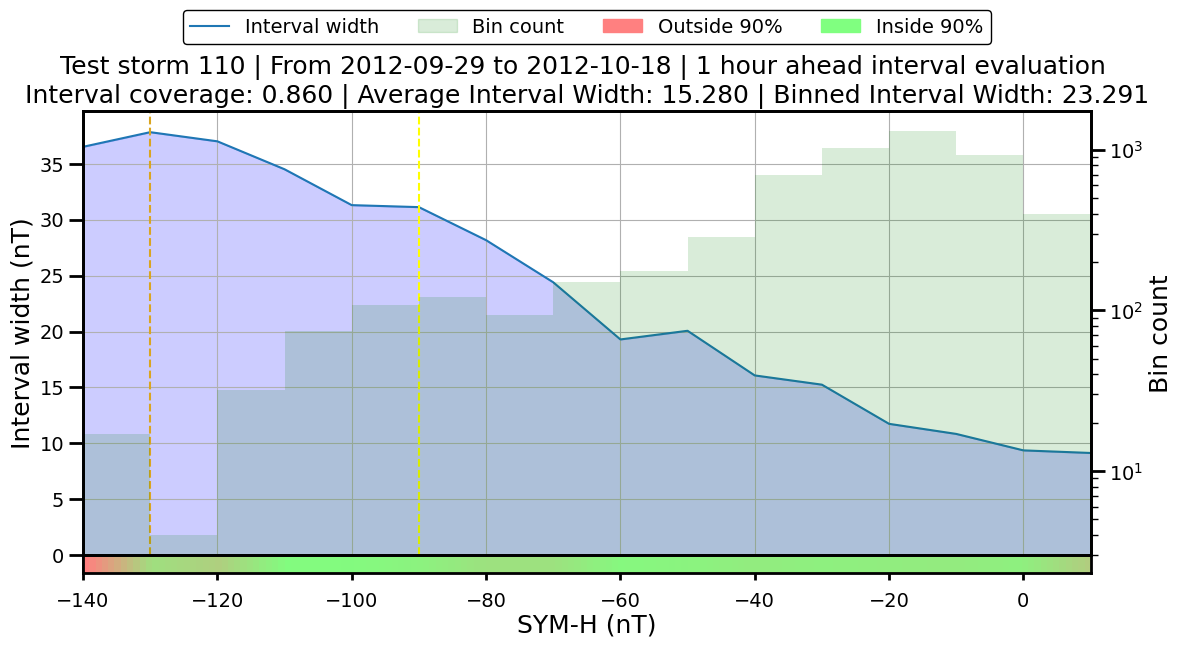 Interval width Bin count Outside 90% Inside 90%
Test storm 110 | From 2012-09-29 to 2012-10-18 | 1 hour ahead interval evaluation
Interval coverage: 0.860 | Average Interval Width: 15.280 | Binned Interval Width: 23.291
Interval width (nT)
35
30
25
20
15
10
5
0
10³
10²
10¹
Bin count
−140 −120 −100 −80 −60 −40 −20 0
SYM-H (nT)